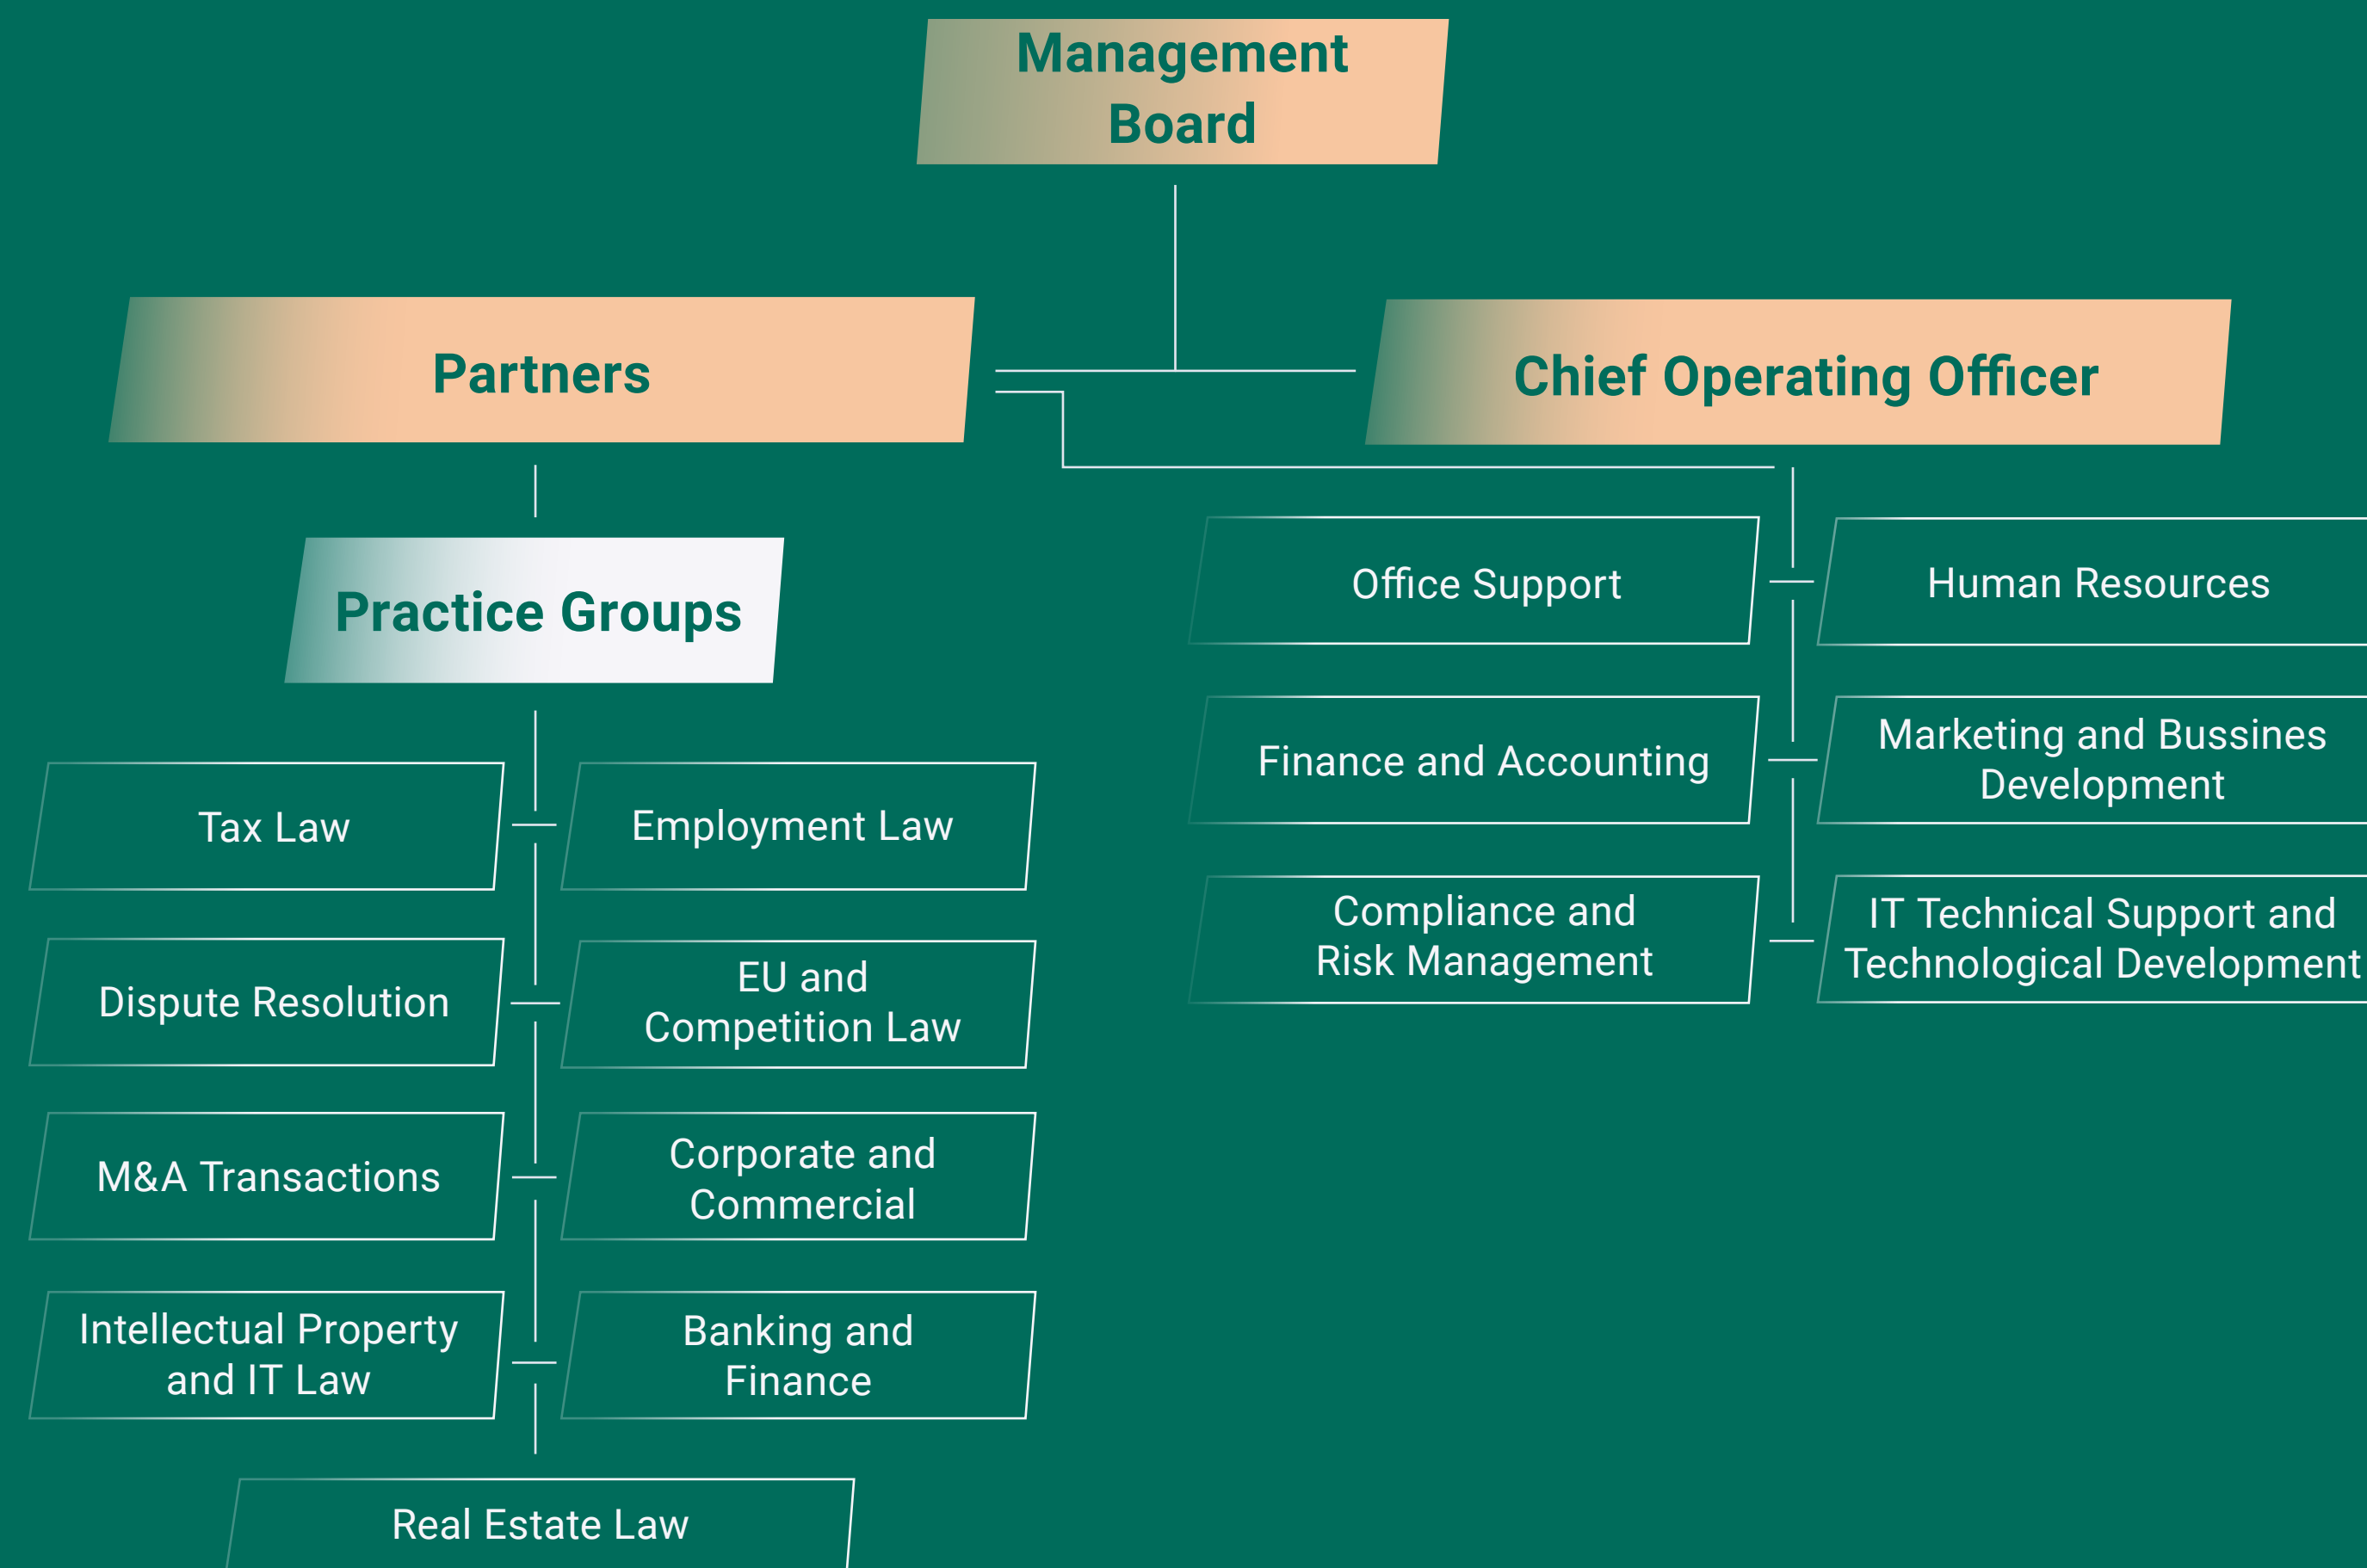 Management
Board
Partners
Chief Operating Officer
Practice Groups
Tax Law
Employment Law
Dispute Resolution
EU and
Competition Law
M&A Transactions
Corporate and
Commercial
Intellectual Property
and IT Law
Banking and
Finance
Real Estate Law
Office Support
Human Resources
Finance and Accounting
Marketing and Bussines
Development
Compliance and
Risk Management
IT Technical Support and
Technological Development